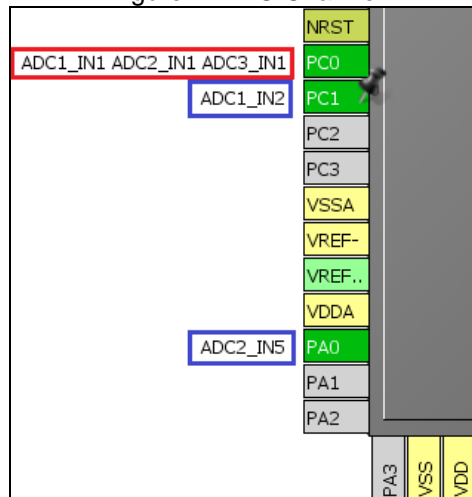 NRST
ADC1_IN1 ADC2_IN1 ADC3_IN1 PC0
ADC1_IN2 PC1
PC2
PC3
VSSA
VREF-
VREF..
VDDA
ADC2_IN5 PA0
PA1
PA2
PA3 VSS VDD